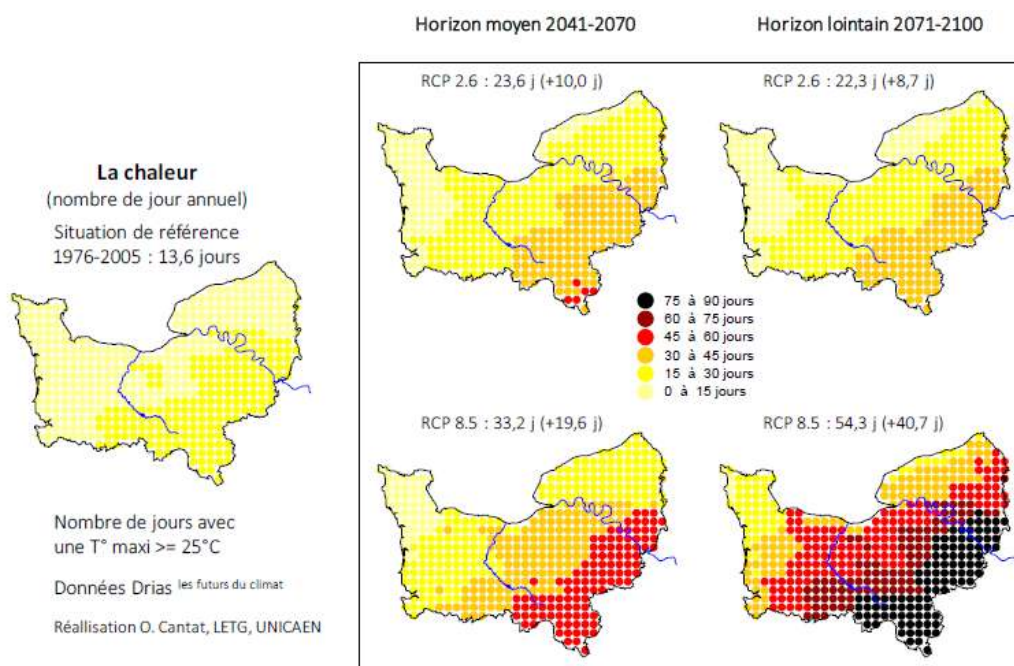 Horizon moyen 2041-2070
Horizon lointain 2071-2100
RCP 2.6 : 23,6 j (+10,0 j)
RCP 2.6 : 22,3 j (+8,7 j)
La chaleur
(nombre de jour annuel)
Situation de référence
1976-2005 : 13,6 jours
75 à 90 jours
60 à 75 jours
45 à 60 jours
30 à 45 jours
15 à 30 jours
0 à 15 jours
RCP 8.5 : 33,2 j (+19,6 j)
RCP 8.5 : 54,3 j (+40,7 j)
Nombre de jours avec
une T° maxi >= 25°C
Données Drias les futurs du climat
Réallisation O. Cantat, LETG, UNICAEN